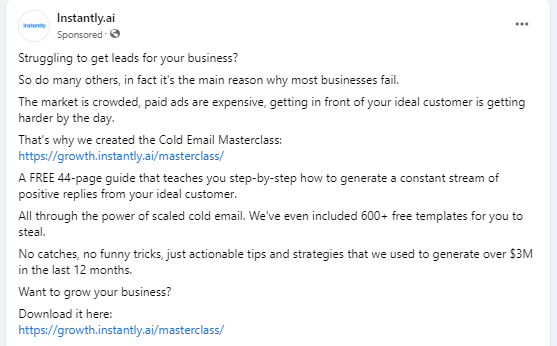 instantly
Instantly.ai
Sponsored ·
Struggling to get leads for your business?
So do many others, in fact it's the main reason why most businesses fail.
The market is crowded, paid ads are expensive, getting in front of your ideal customer is getting
harder by the day.
That's why we created the Cold Email Masterclass:
https://growth.instantly.ai/masterclass/
A FREE 44-page guide that teaches you step-by-step how to generate a constant stream of
positive replies from your ideal customer.
All through the power of scaled cold email. We've even included 600+ free templates for you to
steal.
No catches, no funny tricks, just actionable tips and strategies that we used to generate over $3M
in the last 12 months.
Want to grow your business?
Download it here:
https://growth.instantly.ai/masterclass/